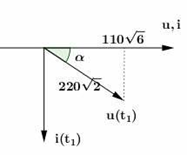 u, i
110√6
α
220√2
u(t₁)
i(t₁)